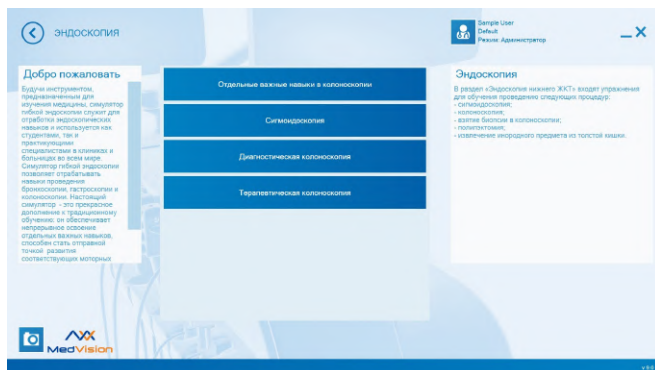 ЭНДОСКОПИЯ
Sample User
Default
Режим: Администратор
Добро пожаловать
Будучи инструментом,
предназначенным для
изучения медицины, симулятор
гибкой эндоскопии служит для
отработки эндоскопических
навыков и используется как
студентами, так и
практикующими
специалистами в клиниках и
больницах во всем мире.
Симулятор гибкой эндоскопии
позволяет отрабатывать
навыки проведения
бронхоскопии, гастроскопии и
колоноскопии. Настоящий
симулятор - это прекрасное
дополнение к традиционному
обучению: он обеспечивает
непрерывное освоение
отдельных важных навыков,
способен стать отправной
точкой развития
соответствующих моторных
Отдельные важные навыки в колоноскопии
Сигмоидоскопия
Диагностическая колоноскопия
Терапевтическая колоноскопия
Эндоскопия
В раздел «Эндоскопия нижнего ЖКТ» входят упражнения
для обучения проведению следующих процедур:
- сигмоидоскопия;
- колоноскопия;
- взятие биопсии в колоноскопии;
- полипэктомия;
- извлечение инородного предмета из толстой кишки.
MedVision